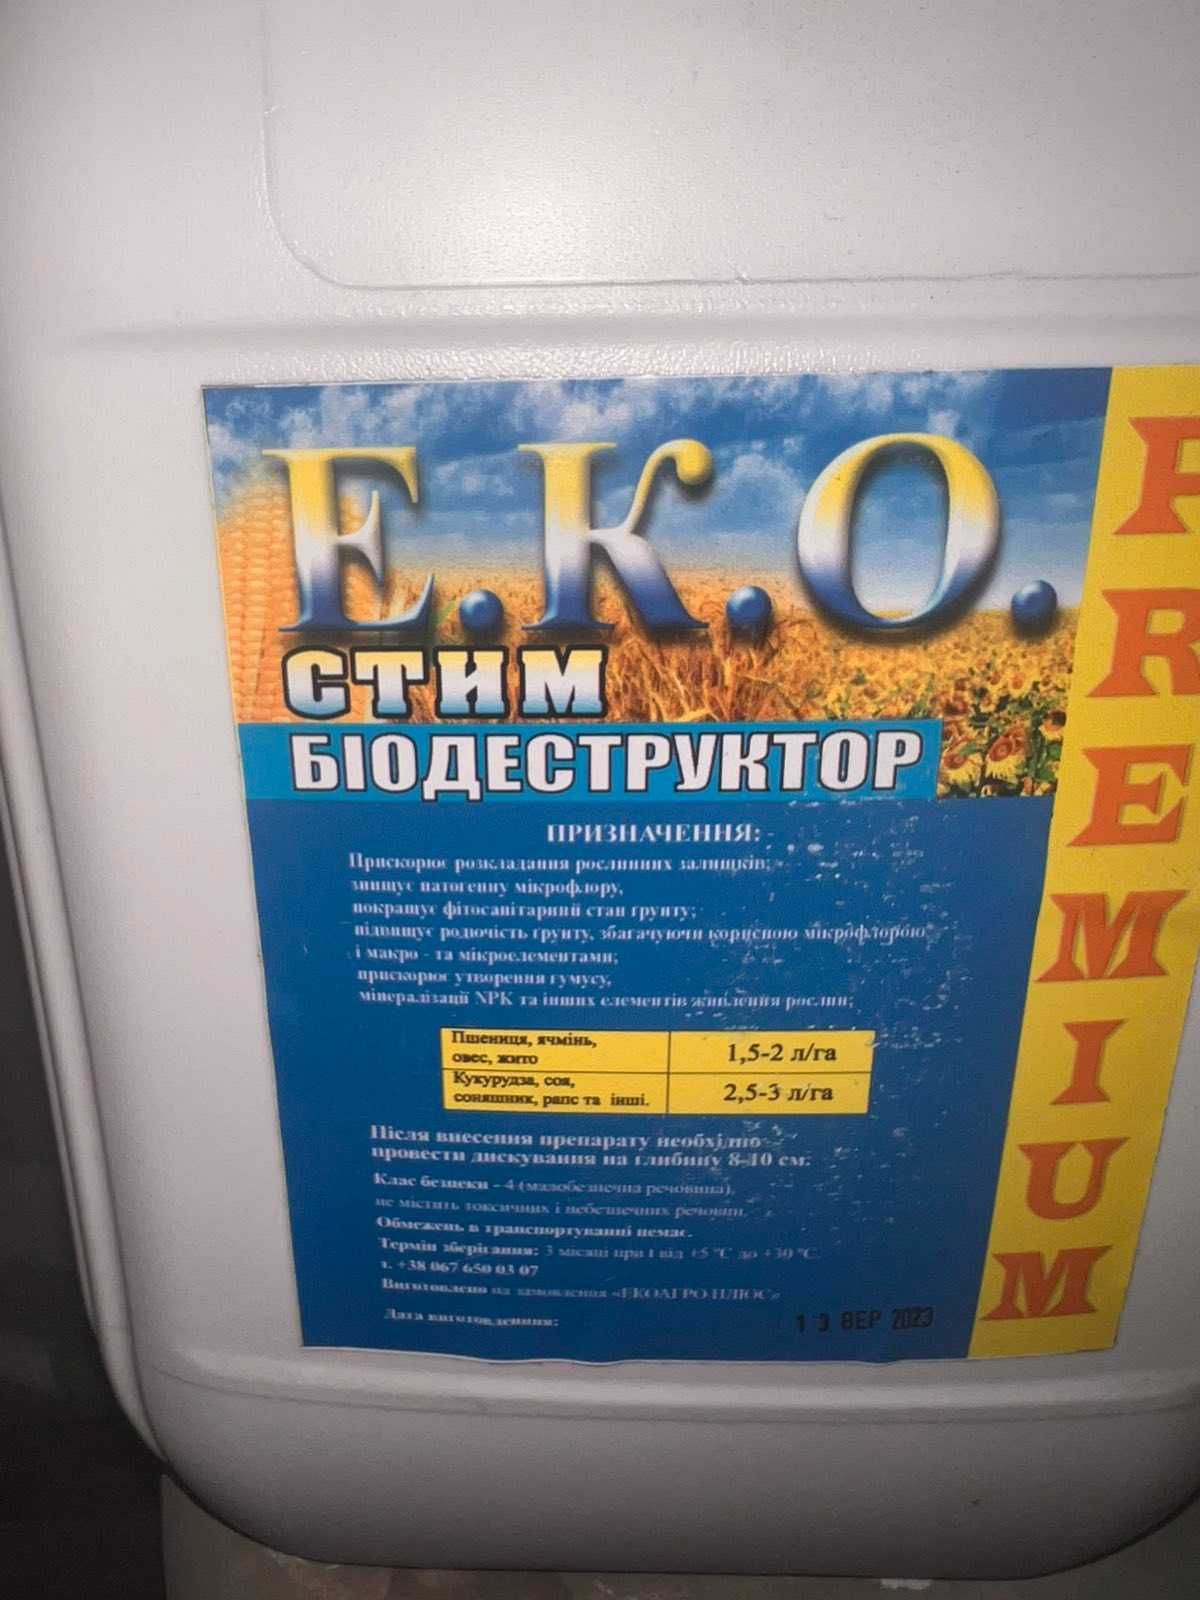 Е.К.О.
СТИМ
БІОДЕСТРУКТОР
PREMIUM
ПРИЗНАЧЕННЯ:
Прискорює розкладання рослинних залишків;
знищує патогенну мікрофлору,
покращує фітосанітарний стан ґрунту;
підвищує родючість ґрунту, збагачуючи корисною мікрофлорою
і макро - та мікроелементами;
прискорює утворення гумусу,
мінералізації NPK та інших елементів живлення рослин;
Пшениця, ячмінь,
овес, жито
1,5-2 л/га
Кукурудза, соя,
соняшник, рапс та інші.
2,5-3 л/га
Після внесення препарату необхідно
провести дискування на глибину 8-10 см.
Клас безпеки - 4 (малобезпечна речовина),
не містить токсичних і небезпечних речовин.
Обмежень в транспортуванні немає.
Термін зберігання: 3 місяці при t від +5 °С до +30 °С
т. +38 067 650 03 07
Виготовлено на замовлення «ЕКОАГРО ПЛЮС»
Дата виготовлення:
13 ВЕР 2023